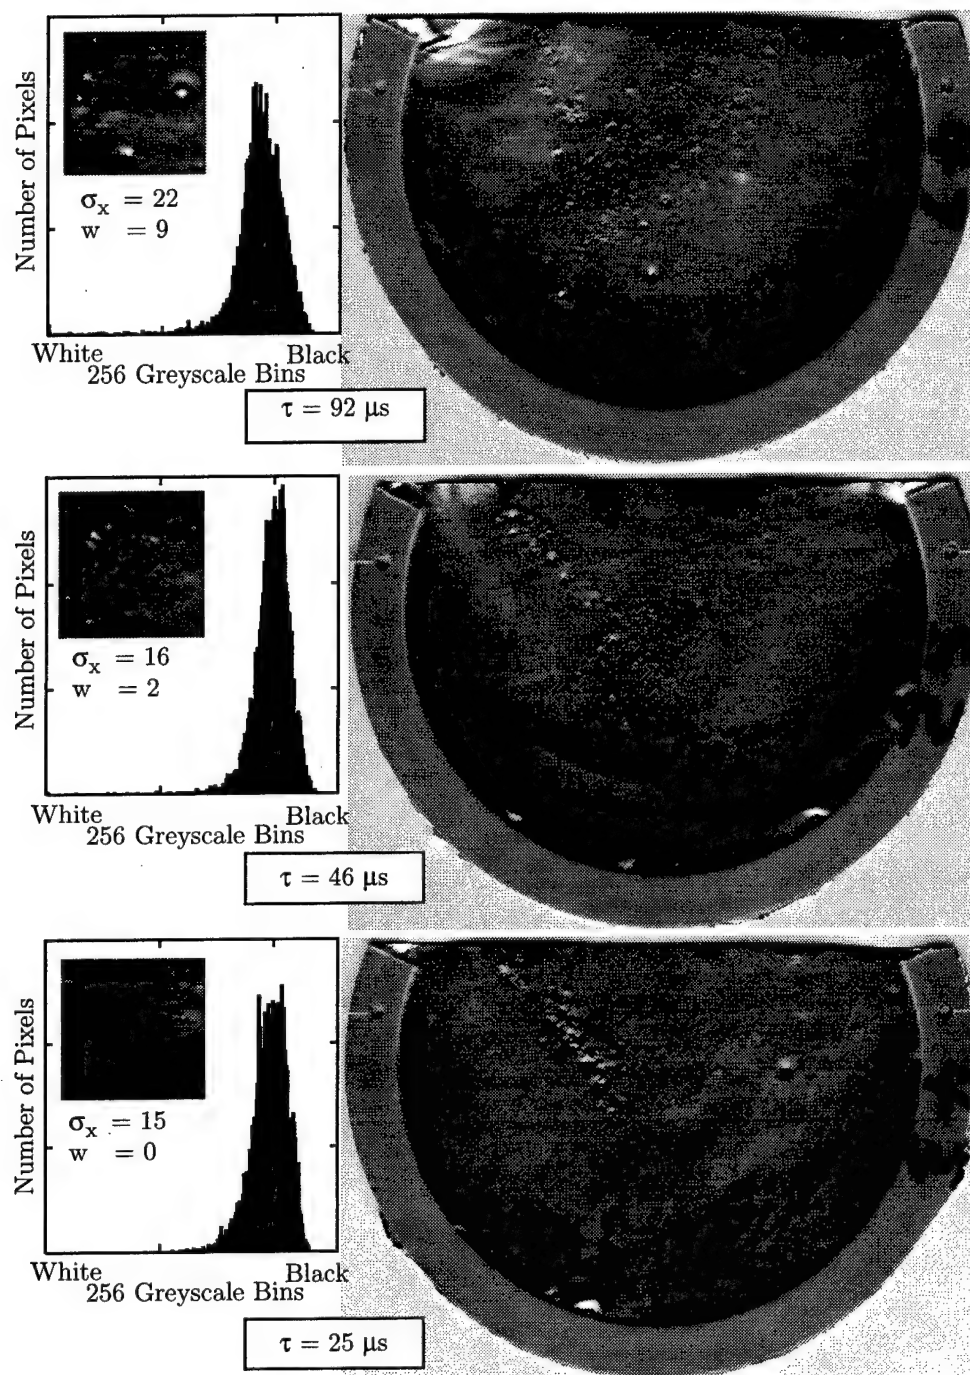 Number of Pixels
σx = 22
w = 9
White Black
256 Greyscale Bins
τ = 92 µs
Number of Pixels
σx = 16
w = 2
White Black
256 Greyscale Bins
τ = 46 µs
Number of Pixels
σx = 15
w = 0
White Black
256 Greyscale Bins
τ = 25 µs